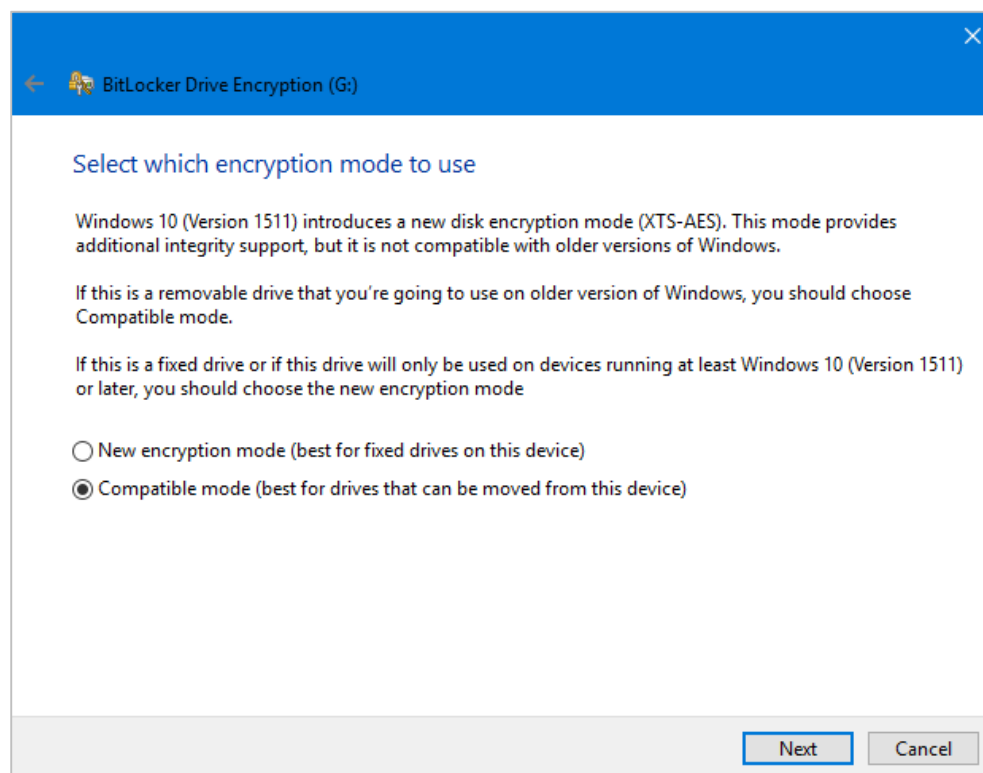 BitLocker Drive Encryption (G:)
Select which encryption mode to use
Windows 10 (Version 1511) introduces a new disk encryption mode (XTS-AES). This mode provides
additional integrity support, but it is not compatible with older versions of Windows.
If this is a removable drive that you're going to use on older version of Windows, you should choose
Compatible mode.
If this is a fixed drive or if this drive will only be used on devices running at least Windows 10 (Version 1511)
or later, you should choose the new encryption mode
New encryption mode (best for fixed drives on this device)
Compatible mode (best for drives that can be moved from this device)
Next Cancel